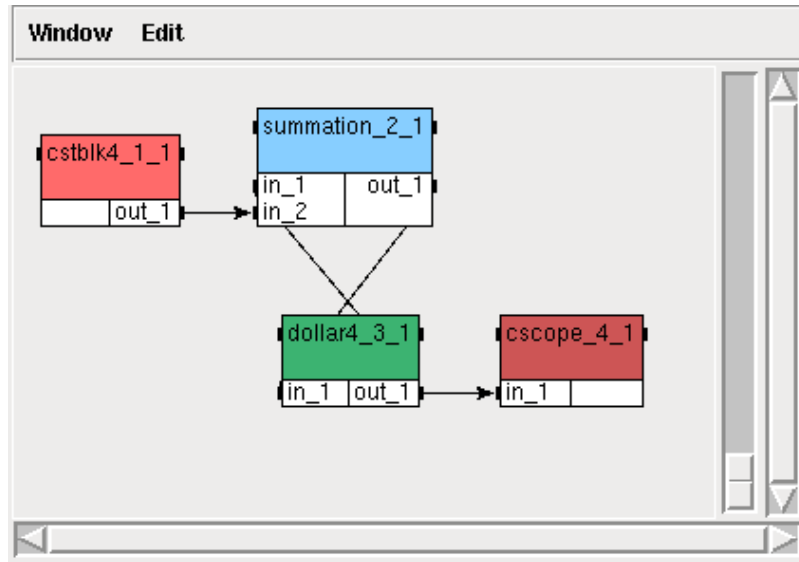 Window Edit
summation_2_1
cstblk4_1_1
in_1 out_1
out_1 in_2
dollar4_3_1 cscope_4_1
in_1 out_1 in_1